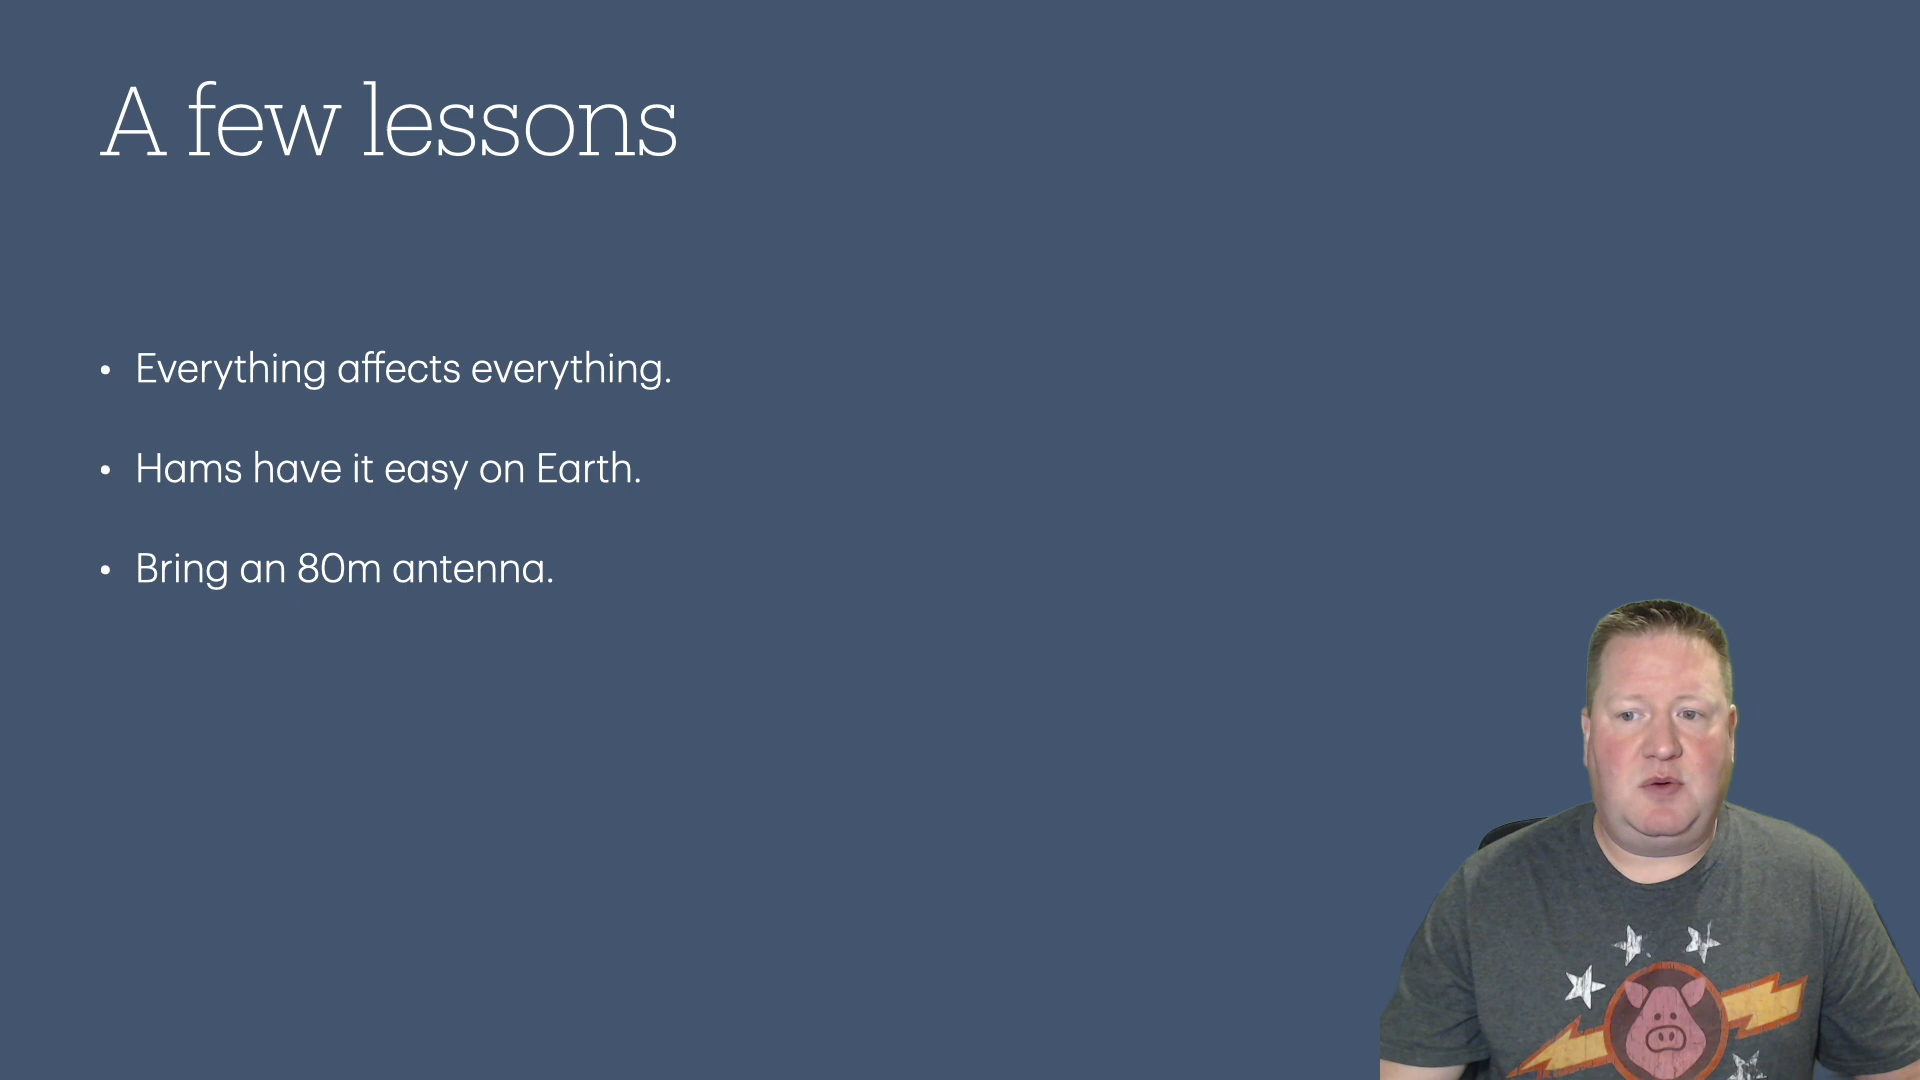 A few lessons
• Everything affects everything.
• Hams have it easy on Earth.
• Bring an 80m antenna.